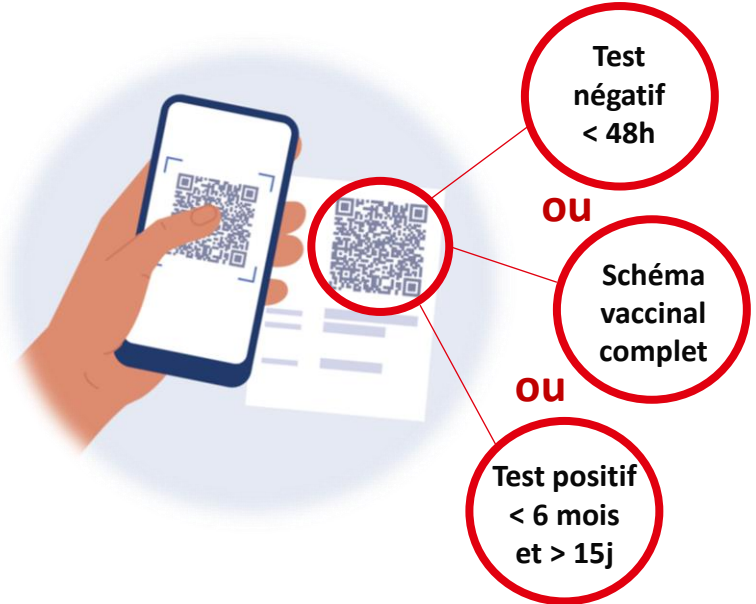 Test
négatif
< 48h
ou
Schéma
vaccinal
complet
ou
Test positif
< 6 mois
et > 15j